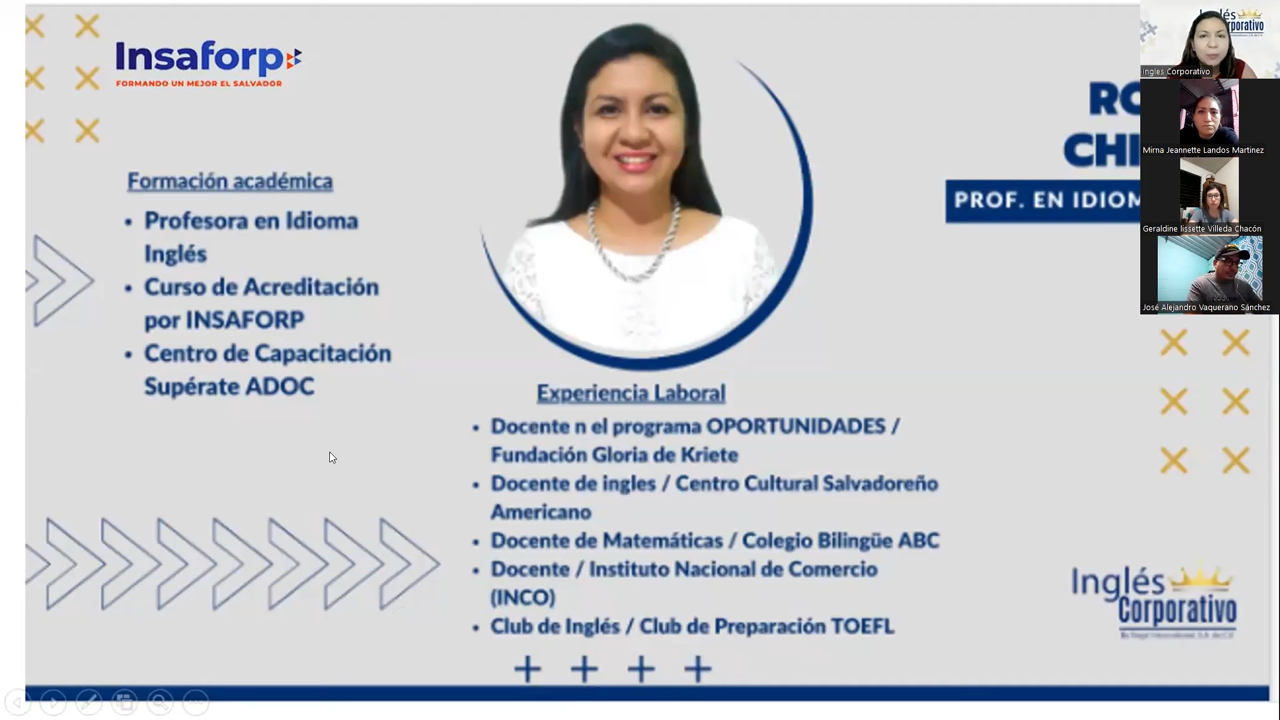 Insaforp
FORMANDO UN MEJOR EL SALVADOR
Formación académica
• Profesora en Idioma
Inglés
• Curso de Acreditación
por INSAFORP
• Centro de Capacitación
Supérate ADOC
PROF. EN IDIOM
Experiencia Laboral
• Docente n el programa OPORTUNIDADES /
Fundación Gloria de Kriete
• Docente de ingles / Centro Cultural Salvadoreño
Americano
• Docente de Matemáticas / Colegio Bilingüe ABC
• Docente / Instituto Nacional de Comercio
(INCO)
• Club de Inglés / Club de Preparación TOEFL
Inglés
Corporativo
Ingles Corporativo
Mirna Jeannette Landos Martinez
Geraldine lissette Villeda Chacón
José Alejandro Vaquerano Sánchez